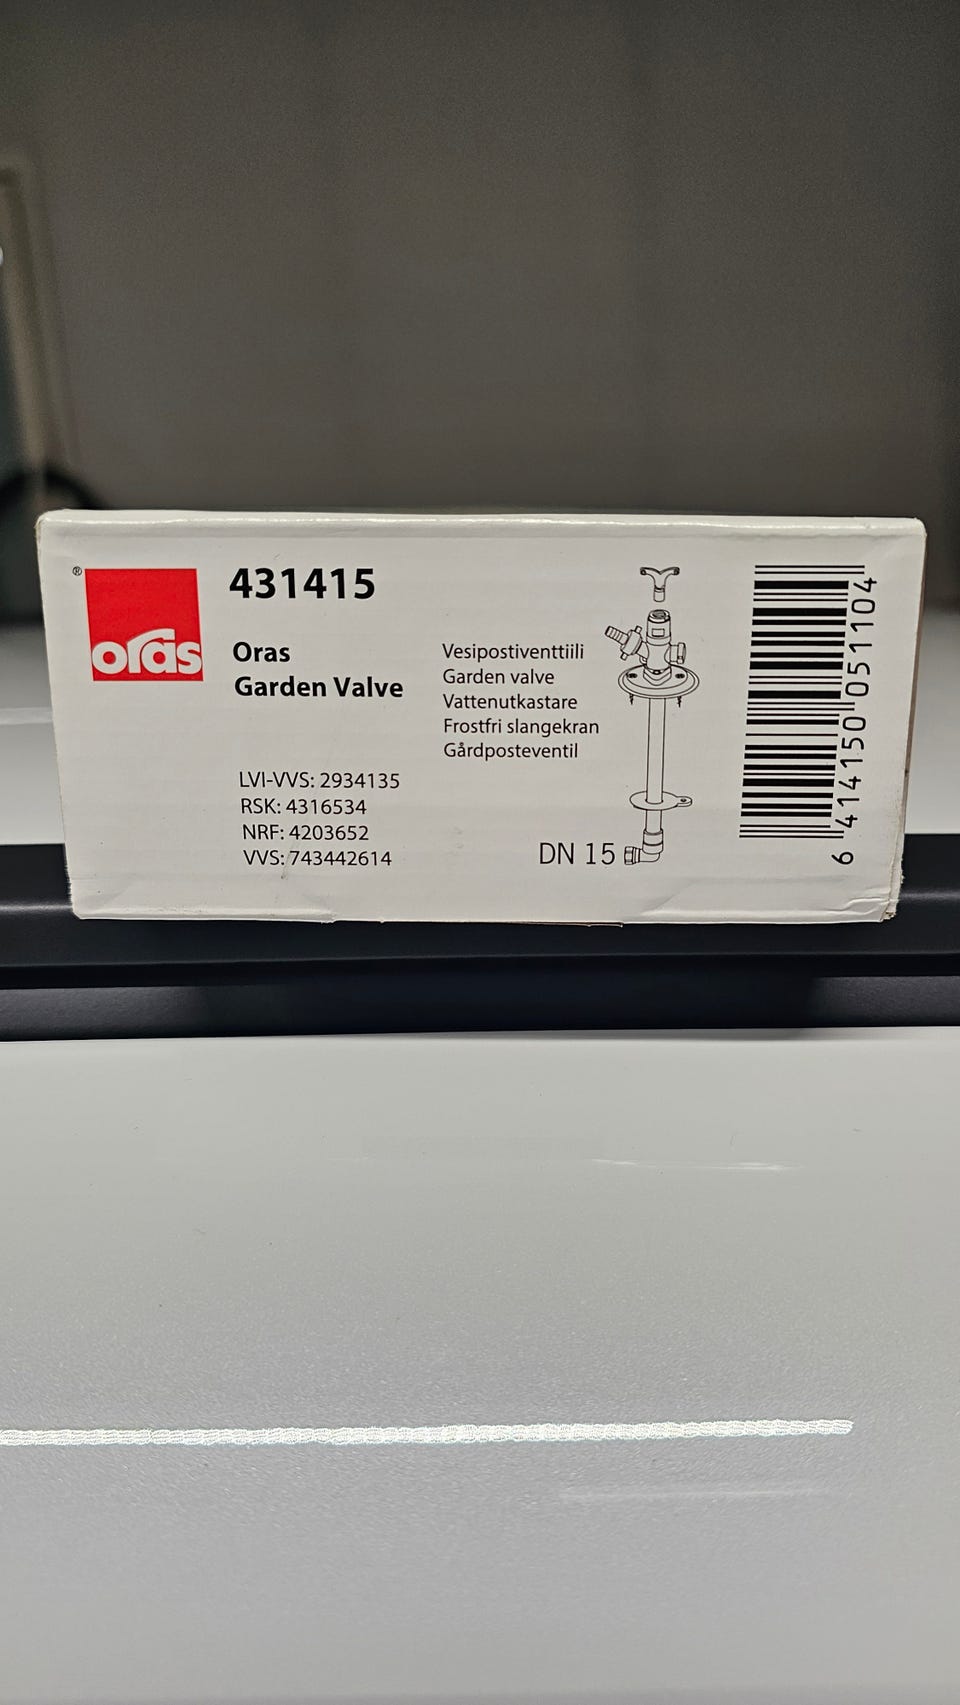 ®
oras
431415
Oras
Garden Valve
LVI-VVS: 2934135
RSK: 4316534
NRF: 4203652
VVS: 743442614
Vesipostiventtiili
Garden valve
Vattenutkastare
Frostfri slangekran
Gårdposteventil
DN 15
6 414150 051104